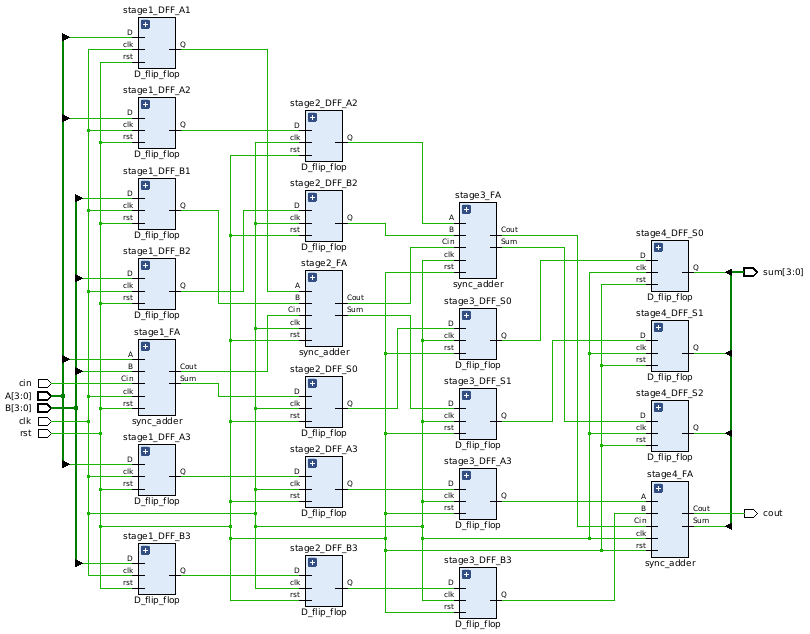 stage1_DFF_A1
D
clk
rst
Q
D_flip_flop
stage1_DFF_A2
D
clk
rst
Q
D_flip_flop
stage1_DFF_B1
D
clk
rst
Q
D_flip_flop
stage1_DFF_B2
D
clk
rst
Q
D_flip_flop
stage1_FA
A
B
Cin
clk
rst
Cout
Sum
sync_adder
cin
A[3:0]
B[3:0]
clk
rst
stage1_DFF_A3
D
clk
rst
Q
D_flip_flop
stage1_DFF_B3
D
clk
rst
Q
D_flip_flop
stage2_DFF_A2
D
clk
rst
Q
D_flip_flop
stage2_DFF_B2
D
clk
rst
Q
D_flip_flop
stage2_FA
A
B
Cin
clk
rst
Cout
Sum
sync_adder
stage2_DFF_S0
D
clk
rst
Q
D_flip_flop
stage2_DFF_A3
D
clk
rst
Q
D_flip_flop
stage2_DFF_B3
D
clk
rst
Q
D_flip_flop
stage3_FA
A
B
Cin
clk
rst
Cout
Sum
sync_adder
stage3_DFF_S0
D
clk
rst
Q
D_flip_flop
stage3_DFF_S1
D
clk
rst
Q
D_flip_flop
stage3_DFF_A3
D
clk
rst
Q
D_flip_flop
stage3_DFF_B3
D
clk
rst
Q
D_flip_flop
stage4_DFF_S0
D
clk
rst
Q
D_flip_flop
stage4_DFF_S1
D
clk
rst
Q
D_flip_flop
stage4_DFF_S2
D
clk
rst
Q
D_flip_flop
stage4_FA
A
B
Cin
clk
rst
Cout
Sum
sync_adder
sum[3:0]
cout